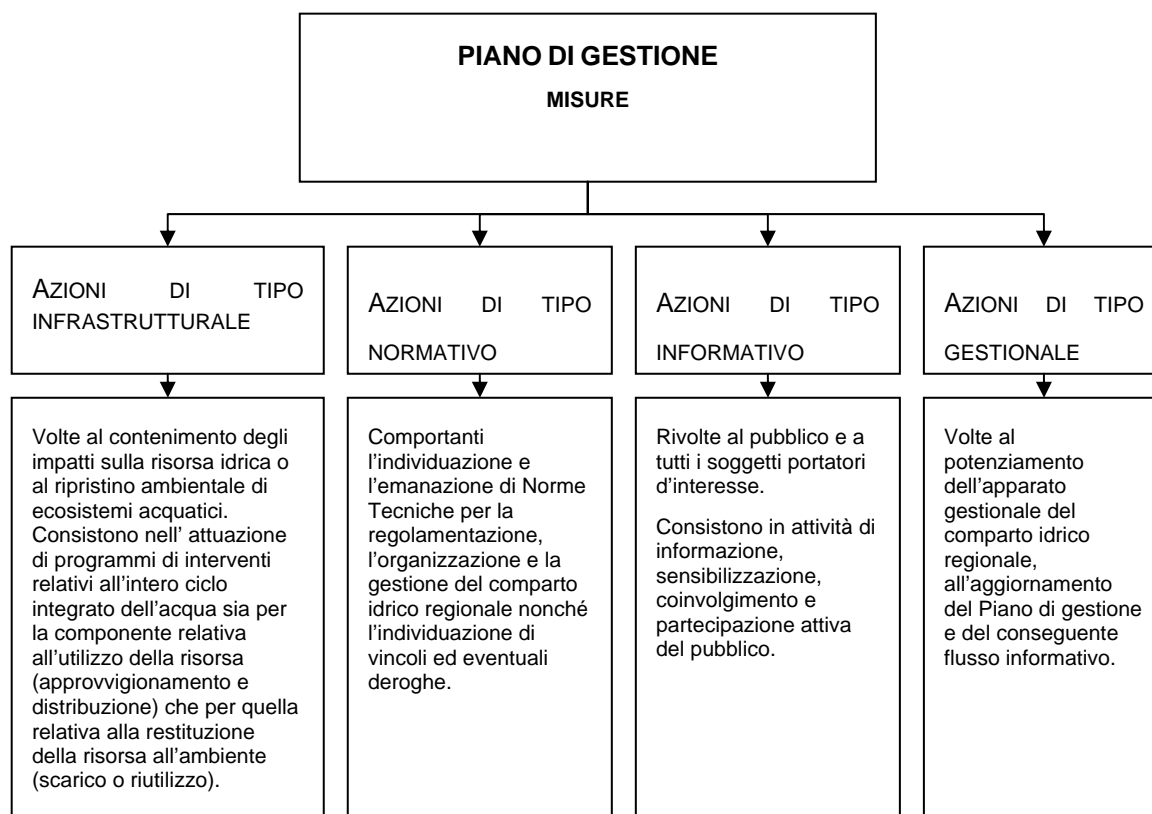 PIANO DI GESTIONE
MISURE
AZIONI DI TIPO
INFRASTRUTTURALE
AZIONI DI TIPO
NORMATIVO
AZIONI DI TIPO
INFORMATIVO
AZIONI DI TIPO
GESTIONALE
Volte al contenimento degli
impatti sulla risorsa idrica o
al ripristino ambientale di
ecosistemi acquatici.
Consistono nell’ attuazione
di programmi di interventi
relativi all’intero ciclo
integrato dell’acqua sia per
la componente relativa
all’utilizzo della risorsa
(approvvigionamento e
distribuzione) che per quella
relativa alla restituzione
della risorsa all’ambiente
(scarico o riutilizzo).
Comportanti
l’individuazione e
l’emanazione di Norme
Tecniche per la
regolamentazione,
l’organizzazione e la
gestione del comparto
idrico regionale nonché
l’individuazione di
vincoli ed eventuali
deroghe.
Rivolte al pubblico e a
tutti i soggetti portatori
d’interesse.
Consistono in attività di
informazione,
sensibilizzazione,
coinvolgimento e
partecipazione attiva
del pubblico.
Volte al
potenziamento
dell’apparato
gestionale del
comparto idrico
regionale,
all’aggiornamento
del Piano di gestione
e del conseguente
flusso informativo.